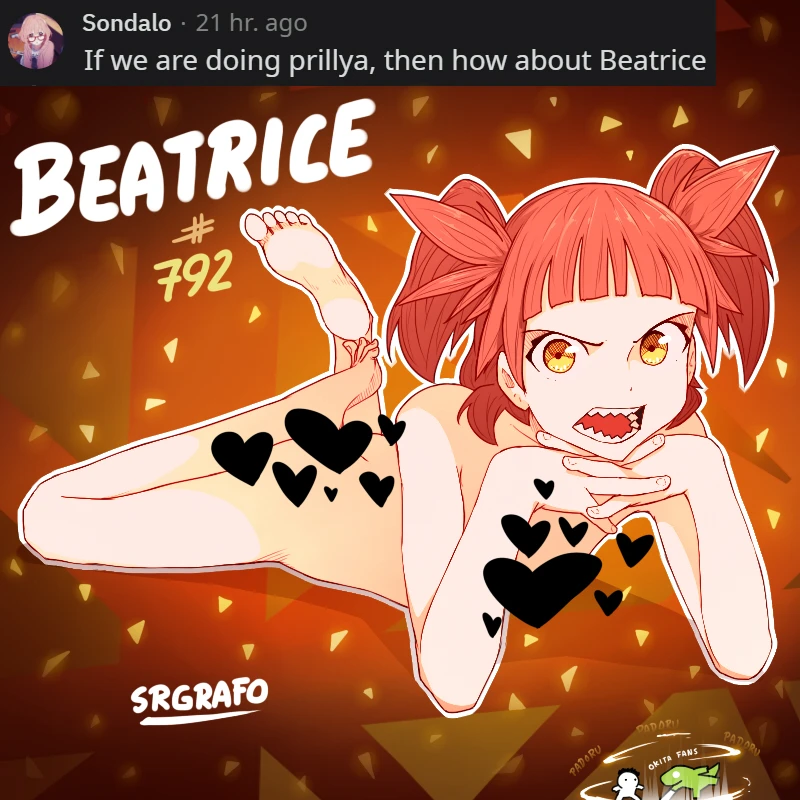 Sondalo · 21 hr. ago
If we are doing prillya, then how about Beatrice
BEATRICE
#
792
SRGRAFO
PADORU PADORU PADORU
OKITA FANS